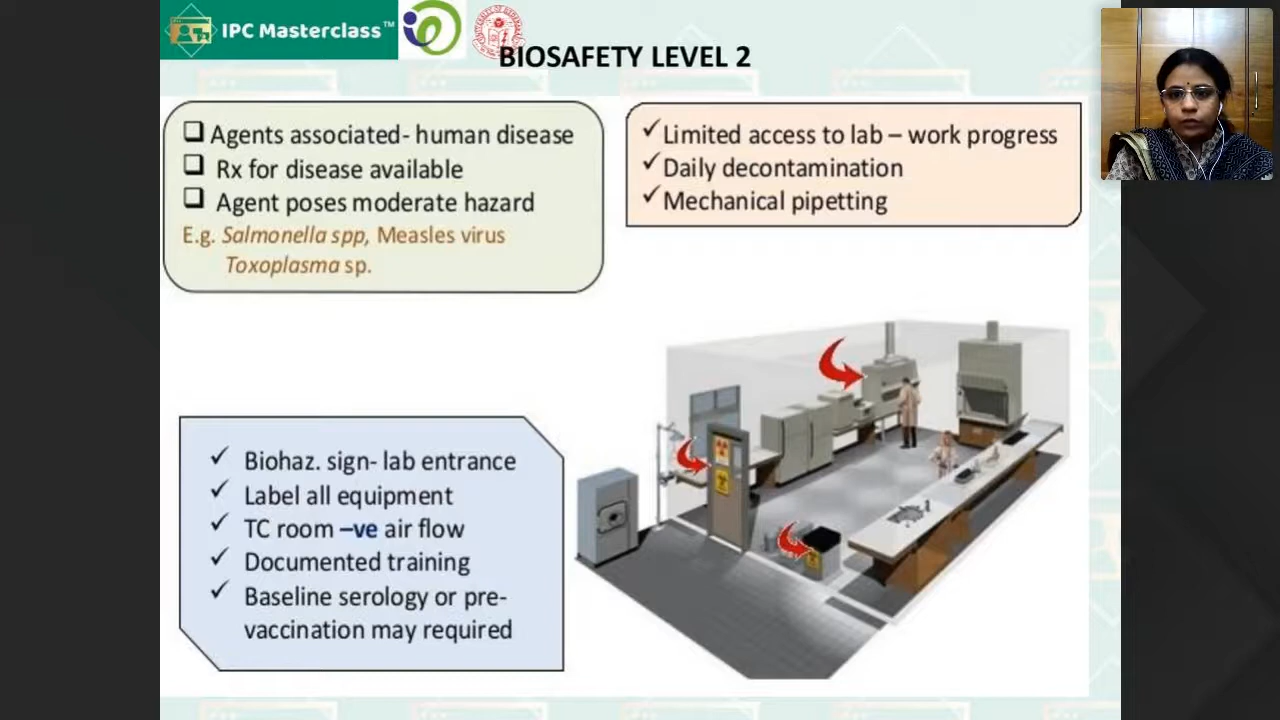 IPC Masterclass™
BIOSAFETY LEVEL 2
Agents associated- human disease
Rx for disease available
Agent poses moderate hazard
E.g. Salmonella spp, Measles virus
Toxoplasma sp.
Limited access to lab – work progress
Daily decontamination
Mechanical pipetting
Biohaz. sign- lab entrance
Label all equipment
TC room –ve air flow
Documented training
Baseline serology or pre-
vaccination may required